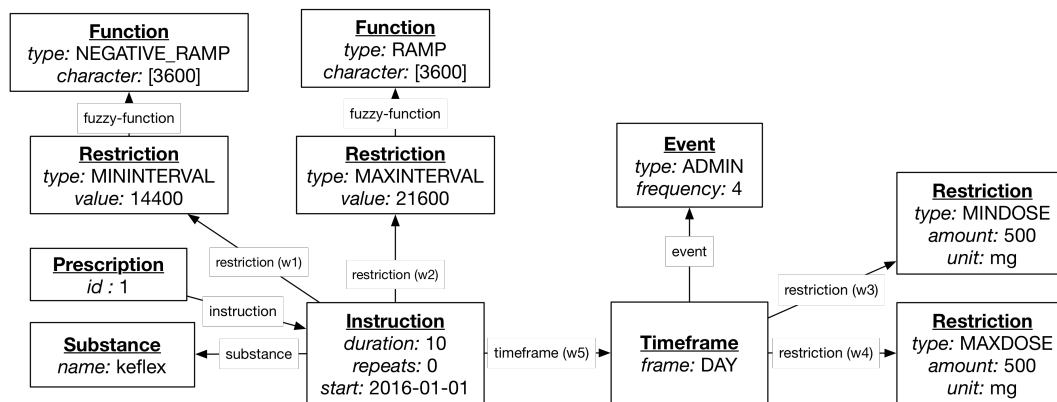 Function
type: NEGATIVE_RAMP
character: [3600]
fuzzy-function
Restriction
type: MININTERVAL
value: 14400
restriction (w1)
Function
type: RAMP
character: [3600]
fuzzy-function
Restriction
type: MAXINTERVAL
value: 21600
restriction (w2)
Prescription
id : 1
instruction
Substance
name: keflex
substance
Instruction
duration: 10
repeats: 0
start: 2016-01-01
timeframe (w5)
Event
type: ADMIN
frequency: 4
event
Timeframe
frame: DAY
restriction (w3)
Restriction
type: MINDOSE
amount: 500
unit: mg
restriction (w4)
Restriction
type: MAXDOSE
amount: 500
unit: mg